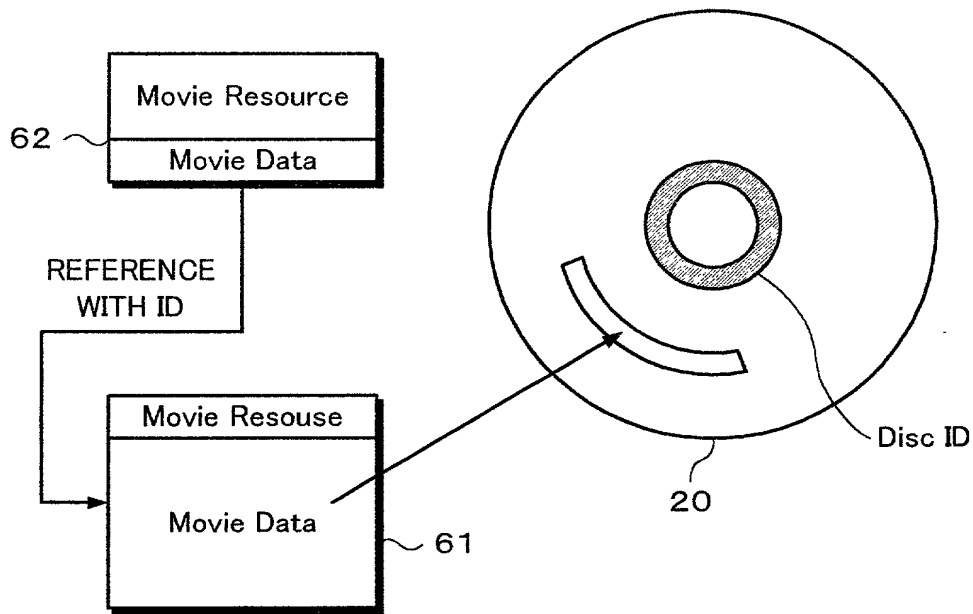 Movie Resource
62
Movie Data
REFERENCE
WITH ID
Movie Resouse
Movie Data
61
Disc ID
20